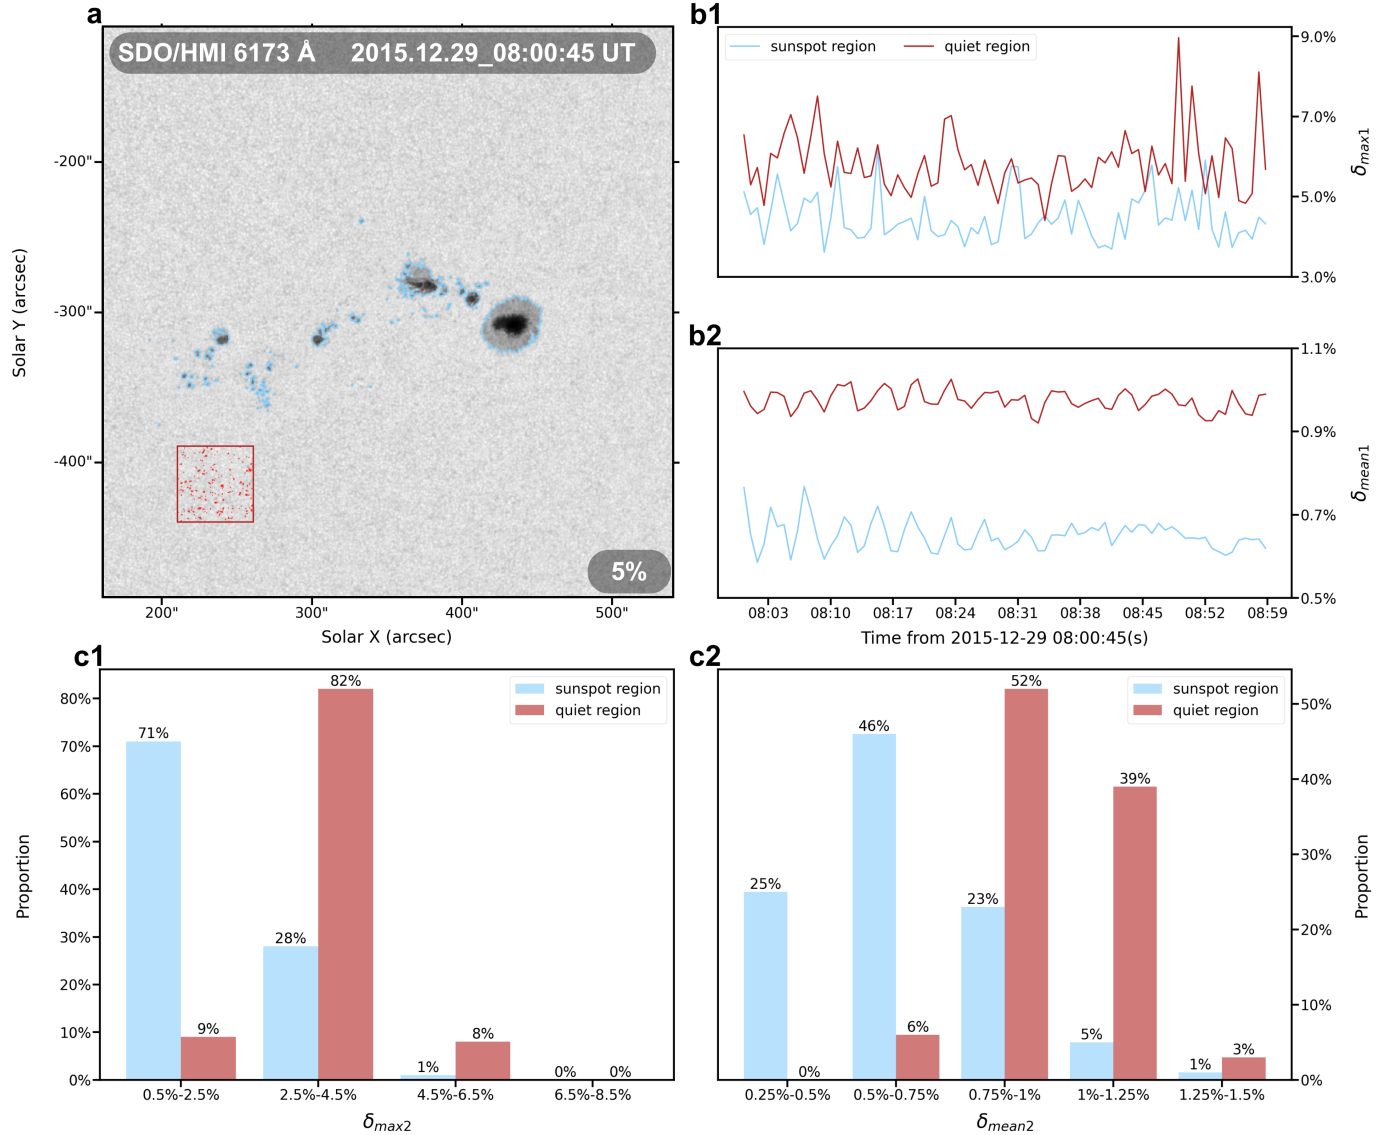 a
SDO/HMI 6173 Å 2015.12.29_08:00:45 UT
-200"
-300"
-400"
Solar Y (arcsec)
5%
200" 300" 400" 500"
Solar X (arcsec)
b1
sunspot region quiet region
9.0%
7.0%
5.0%
3.0%
δmax1
b2
1.1%
0.9%
0.7%
0.5%
δmean1
08:03 08:10 08:17 08:24 08:31 08:38 08:45 08:52 08:59
Time from 2015-12-29 08:00:45(s)
c1
sunspot region
quiet region
80%
70%
60%
50%
40%
30%
20%
10%
0%
Proportion
71% 9% 28% 82% 1% 8% 0% 0%
0.5%-2.5% 2.5%-4.5% 4.5%-6.5% 6.5%-8.5%
δmax2
c2
sunspot region
quiet region
50%
40%
30%
20%
10%
0%
Proportion
25% 0% 46% 6% 23% 52% 5% 39% 1% 3%
0.25%-0.5% 0.5%-0.75% 0.75%-1% 1%-1.25% 1.25%-1.5%
δmean2